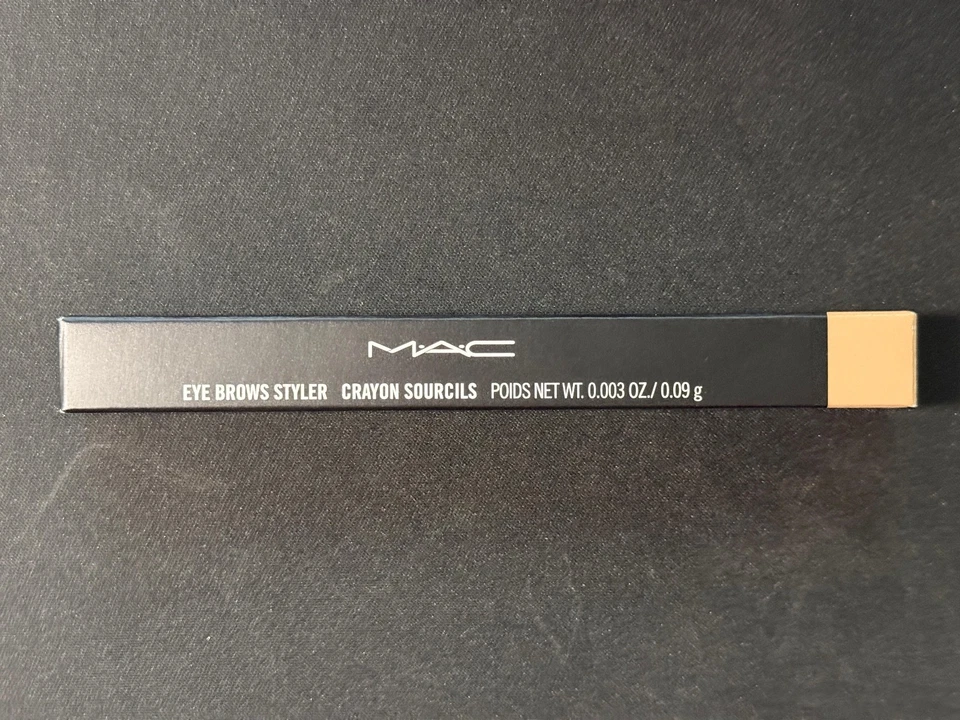 M·A·C
EYE BROWS STYLER CRAYON SOURCILS POIDS NET WT. 0.003 OZ./ 0.09 g